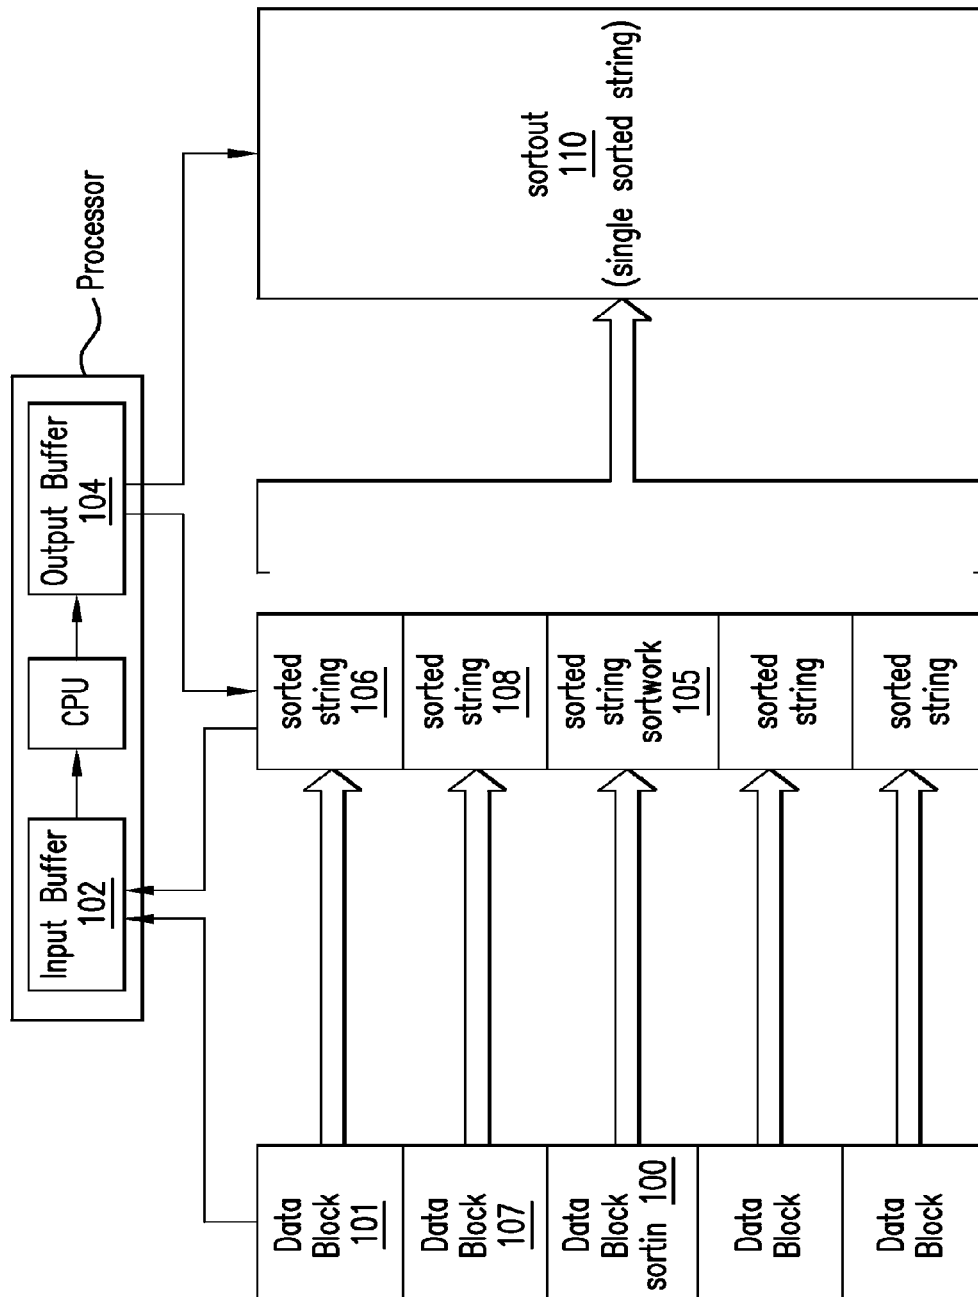 Processor
Input Buffer
102
CPU
Output Buffer
104
Data
Block
101
Data
Block
107
Data
Block
sortin 100
Data
Block
Data
Block
sorted
string
106
sorted
string
108
sorted
string
sortwork
105
sorted
string
sorted
string
sortout
110
(single sorted string)